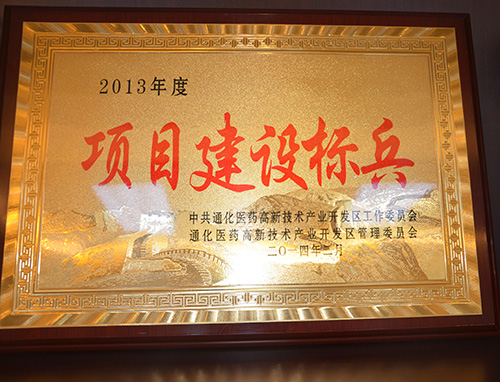 2013年度
项目建设标兵
中共通化医药高新技术产业开发区工作委员会
通化医药高新技术产业开发区管理委员会
二〇一四年二月